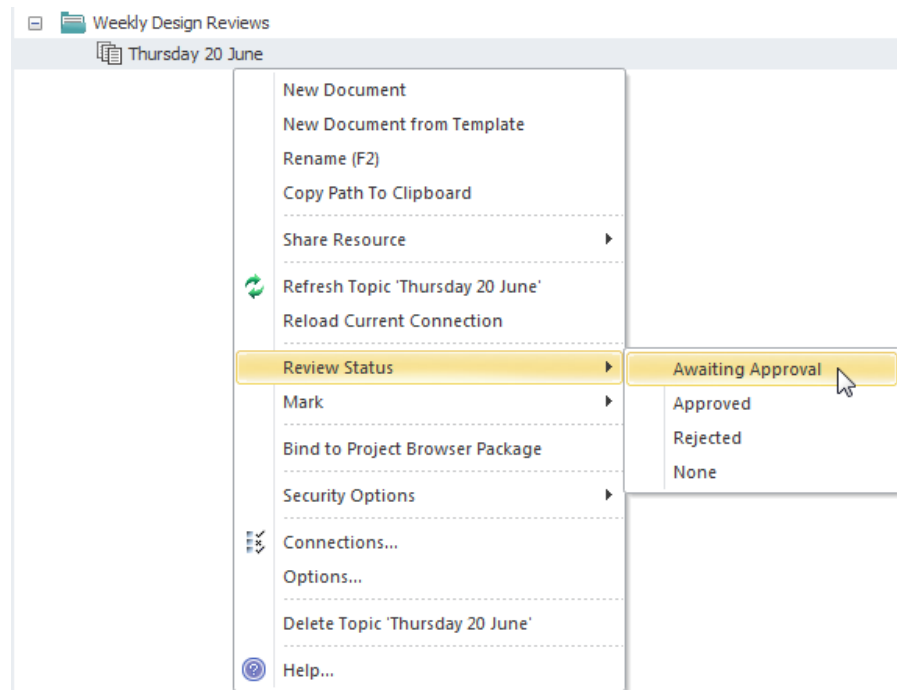 Weekly Design Reviews
Thursday 20 June
New Document
New Document from Template
Rename (F2)
Copy Path To Clipboard
Share Resource
Refresh Topic 'Thursday 20 June'
Reload Current Connection
Review Status
Awaiting Approval
Approved
Rejected
None
Mark
Bind to Project Browser Package
Security Options
Connections...
Options...
Delete Topic 'Thursday 20 June'
Help...